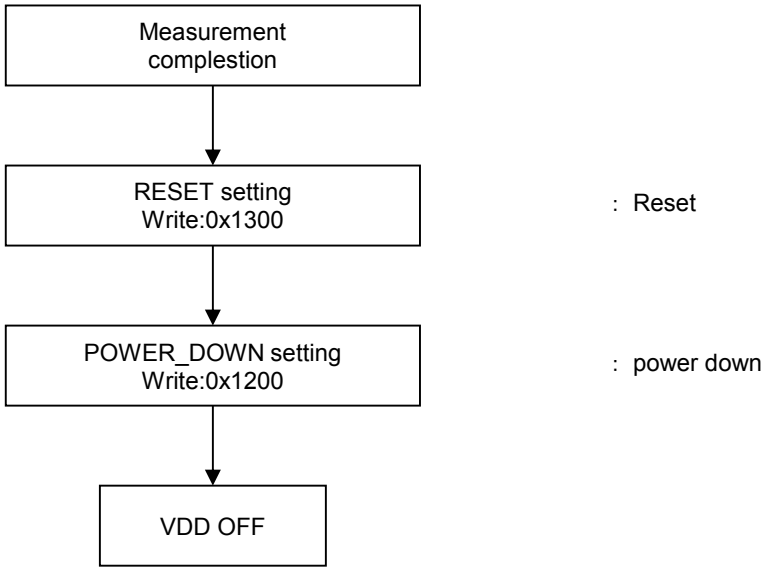 Measurement
complestion
RESET setting
Write:0x1300
: Reset
POWER_DOWN setting
Write:0x1200
: power down
VDD OFF